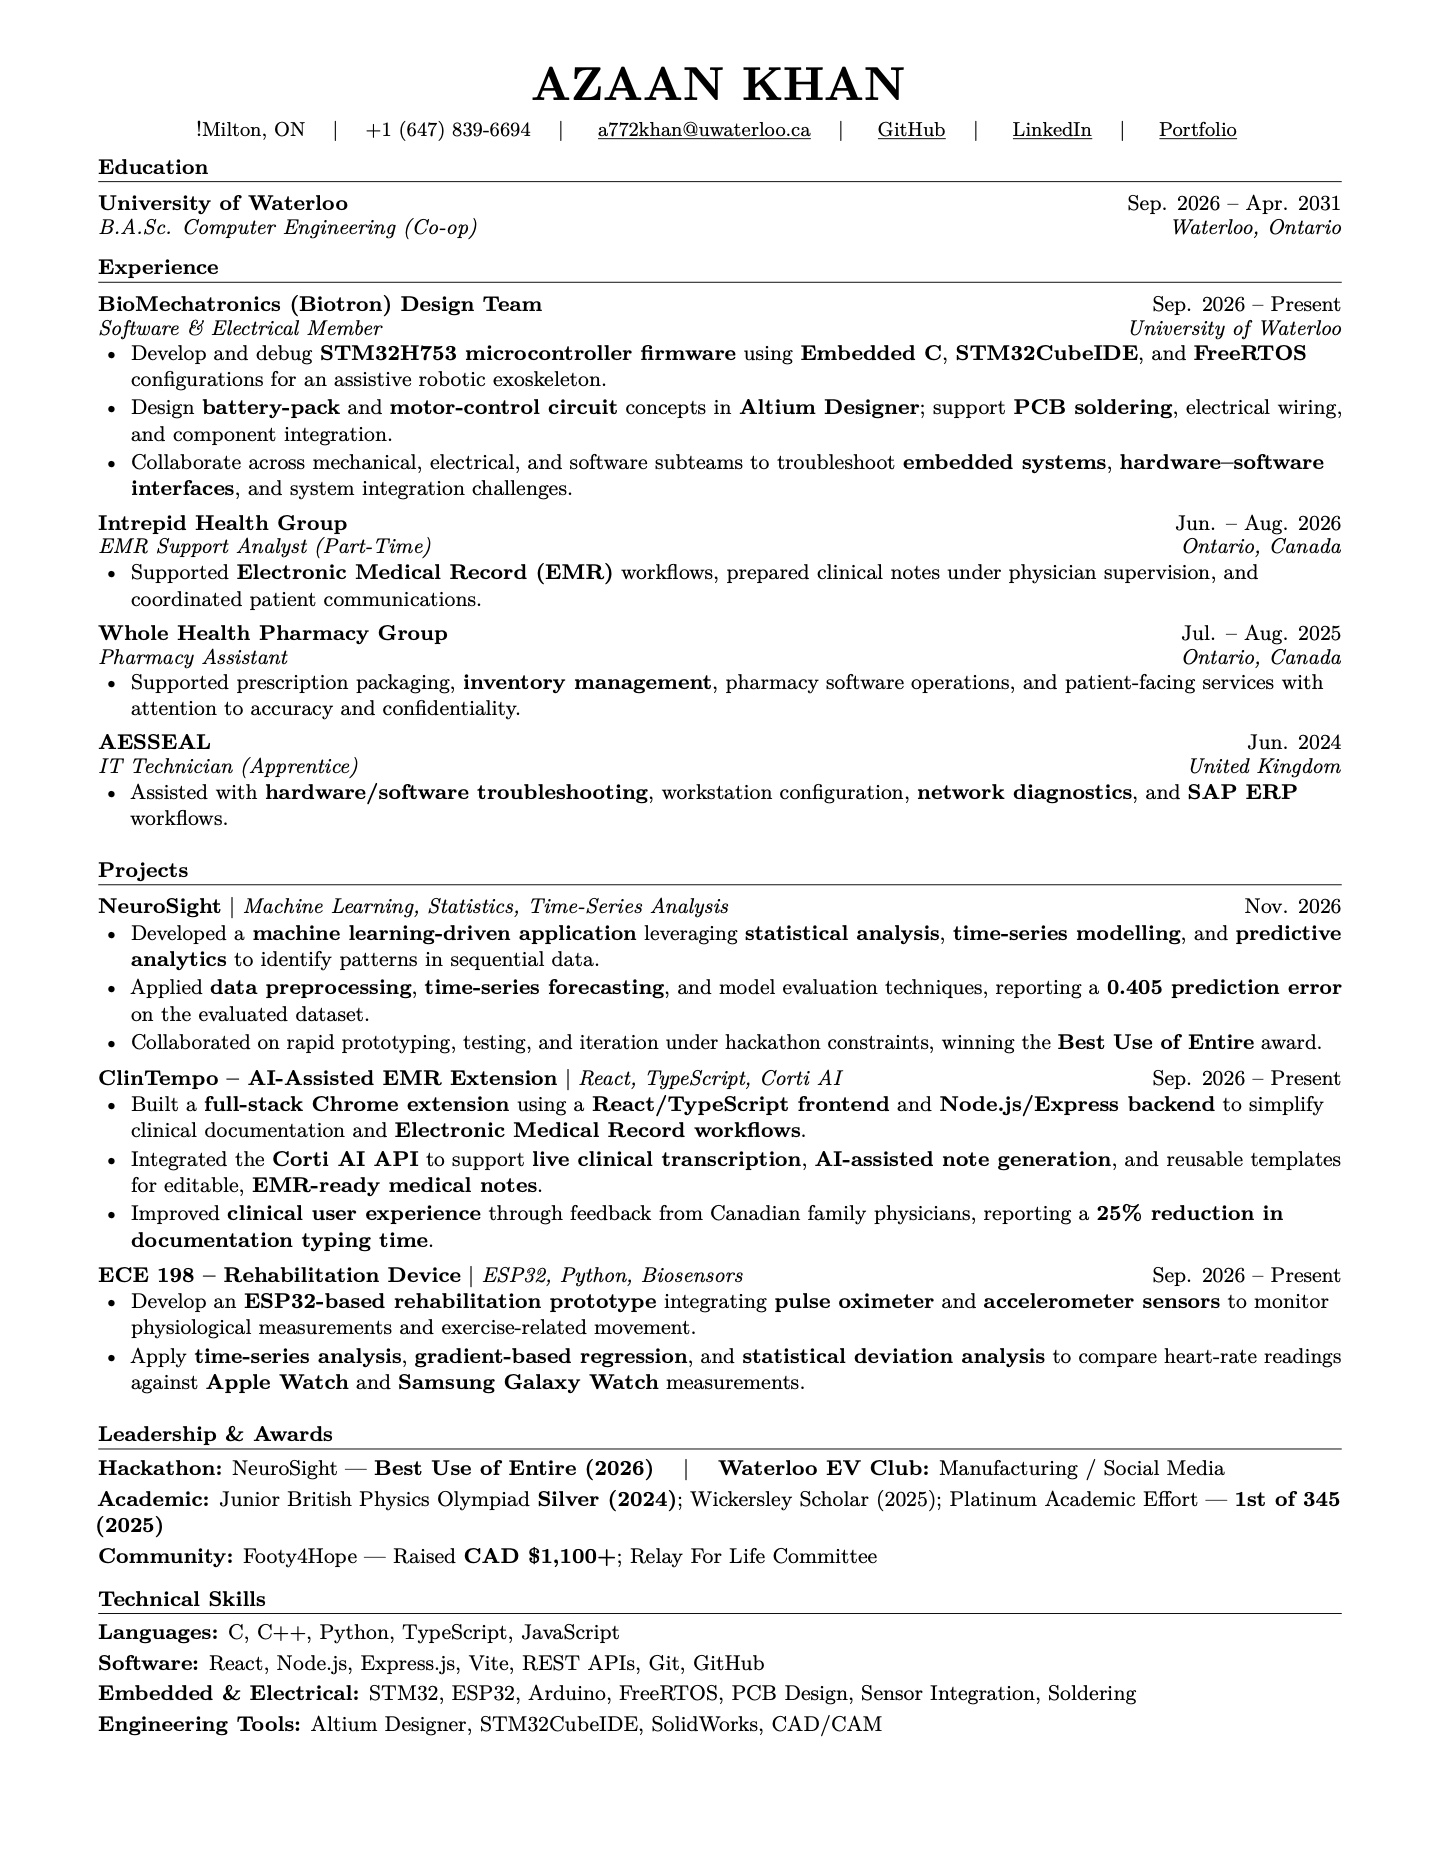 AZAAN KHAN
!Milton, ON | +1 (647) 839-6694 | a772khan@uwaterloo.ca | GitHub | LinkedIn | Portfolio
Education
University of Waterloo Sep. 2026 – Apr. 2031
B.A.Sc. Computer Engineering (Co-op) Waterloo, Ontario
Experience
BioMechatronics (Biotron) Design Team Sep. 2026 – Present
Software & Electrical Member University of Waterloo
• Develop and debug STM32H753 microcontroller firmware using Embedded C, STM32CubeIDE, and FreeRTOS
configurations for an assistive robotic exoskeleton.
• Design battery-pack and motor-control circuit concepts in Altium Designer; support PCB soldering, electrical wiring,
and component integration.
• Collaborate across mechanical, electrical, and software subteams to troubleshoot embedded systems, hardware–software
interfaces, and system integration challenges.
Intrepid Health Group Jun. – Aug. 2026
EMR Support Analyst (Part-Time) Ontario, Canada
• Supported Electronic Medical Record (EMR) workflows, prepared clinical notes under physician supervision, and
coordinated patient communications.
Whole Health Pharmacy Group Jul. – Aug. 2025
Pharmacy Assistant Ontario, Canada
• Supported prescription packaging, inventory management, pharmacy software operations, and patient-facing services with
attention to accuracy and confidentiality.
AESSEAL Jun. 2024
IT Technician (Apprentice) United Kingdom
• Assisted with hardware/software troubleshooting, workstation configuration, network diagnostics, and SAP ERP
workflows.
Projects
NeuroSight | Machine Learning, Statistics, Time-Series Analysis Nov. 2026
• Developed a machine learning-driven application leveraging statistical analysis, time-series modelling, and predictive
analytics to identify patterns in sequential data.
• Applied data preprocessing, time-series forecasting, and model evaluation techniques, reporting a 0.405 prediction error
on the evaluated dataset.
• Collaborated on rapid prototyping, testing, and iteration under hackathon constraints, winning the Best Use of Entire award.
ClinTempo – AI-Assisted EMR Extension | React, TypeScript, Corti AI Sep. 2026 – Present
• Built a full-stack Chrome extension using a React/TypeScript frontend and Node.js/Express backend to simplify
clinical documentation and Electronic Medical Record workflows.
• Integrated the Corti AI API to support live clinical transcription, AI-assisted note generation, and reusable templates
for editable, EMR-ready medical notes.
• Improved clinical user experience through feedback from Canadian family physicians, reporting a 25% reduction in
documentation typing time.
ECE 198 – Rehabilitation Device | ESP32, Python, Biosensors Sep. 2026 – Present
• Develop an ESP32-based rehabilitation prototype integrating pulse oximeter and accelerometer sensors to monitor
physiological measurements and exercise-related movement.
• Apply time-series analysis, gradient-based regression, and statistical deviation analysis to compare heart-rate readings
against Apple Watch and Samsung Galaxy Watch measurements.
Leadership & Awards
Hackathon: NeuroSight — Best Use of Entire (2026) | Waterloo EV Club: Manufacturing / Social Media
Academic: Junior British Physics Olympiad Silver (2024); Wickersley Scholar (2025); Platinum Academic Effort — 1st of 345
(2025)
Community: Footy4Hope — Raised CAD $1,100+; Relay For Life Committee
Technical Skills
Languages: C, C++, Python, TypeScript, JavaScript
Software: React, Node.js, Express.js, Vite, REST APIs, Git, GitHub
Embedded & Electrical: STM32, ESP32, Arduino, FreeRTOS, PCB Design, Sensor Integration, Soldering
Engineering Tools: Altium Designer, STM32CubeIDE, SolidWorks, CAD/CAM